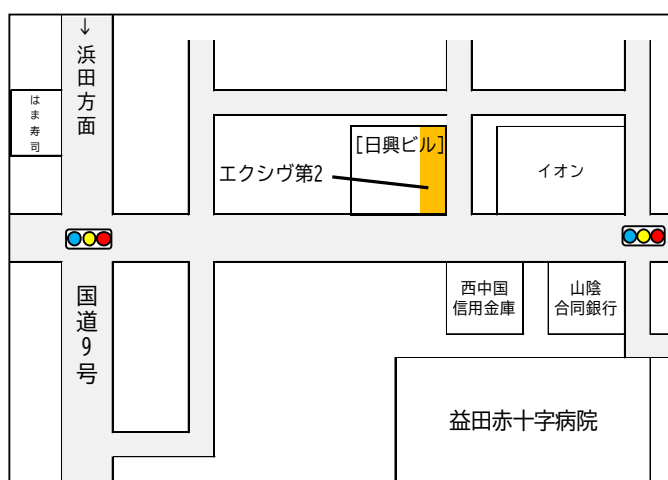 ↓浜田方面
はま寿司
[日興ビル]
エクシヴ第2
イオン
国道9号
西中国
信用金庫
山陰
合同銀行
益田赤十字病院